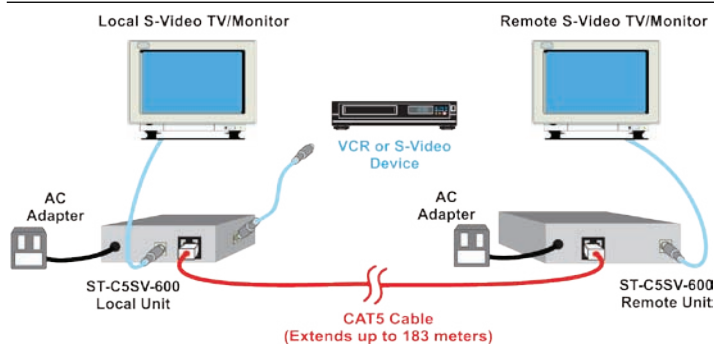 Local S-Video TV/Monitor
Remote S-Video TV/Monitor
VCR or S-Video
Device
AC
Adapter
AC
Adapter
ST-C5SV-600
Local Unit
ST-C5SV-600
Remote Unit
CAT5 Cable
(Extends up to 183 meters)